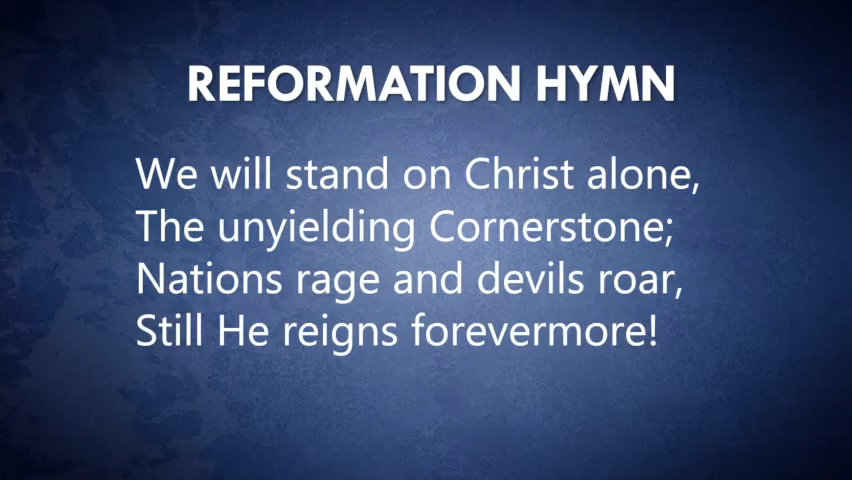 REFORMATION HYMN
We will stand on Christ alone,
The unyielding Cornerstone;
Nations rage and devils roar,
Still He reigns forevermore!